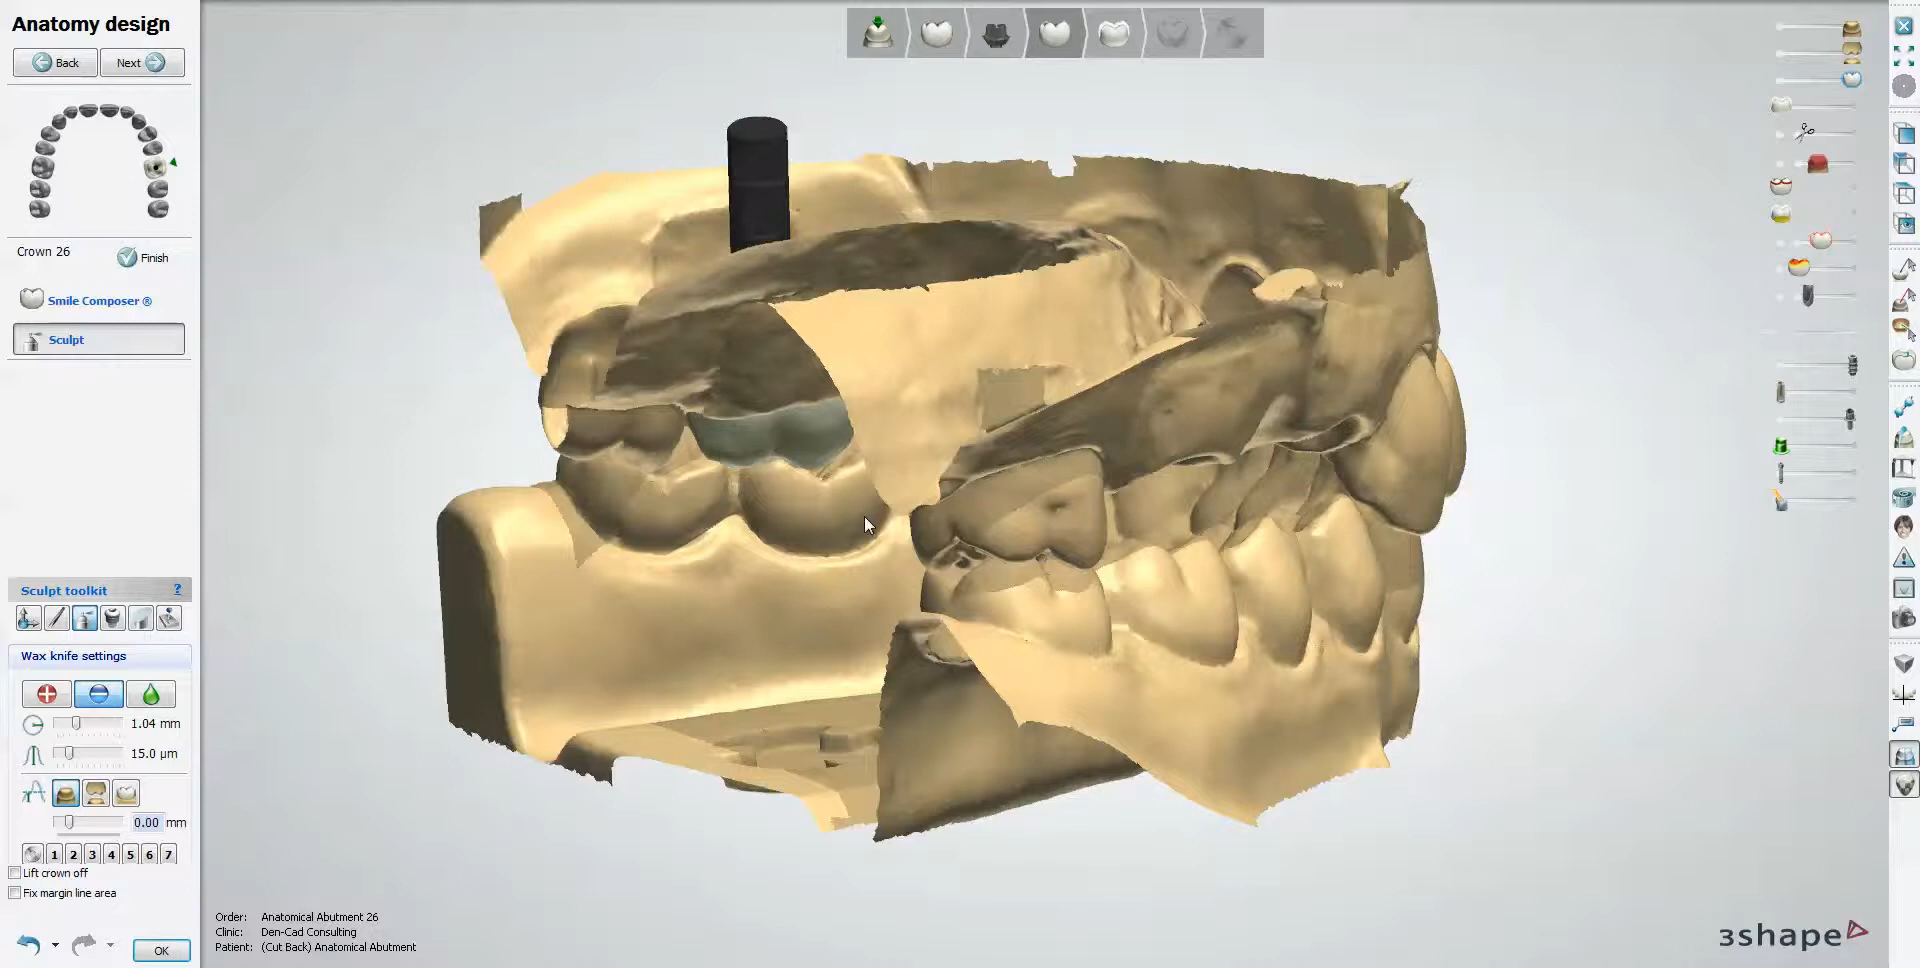 Anatomy design
Back
Next
Crown 26
Finish
Smile Composer ®
Sculpt
Sculpt toolkit
?
Wax knife settings
1.04 mm
15.0 µm
0.00 mm
1 2 3 4 5 6 7
Lift crown off
Fix margin line area
OK
Order: Anatomical Abutment 26
Clinic: Den-Cad Consulting
Patient: (Cut Back) Anatomical Abutment
3shape